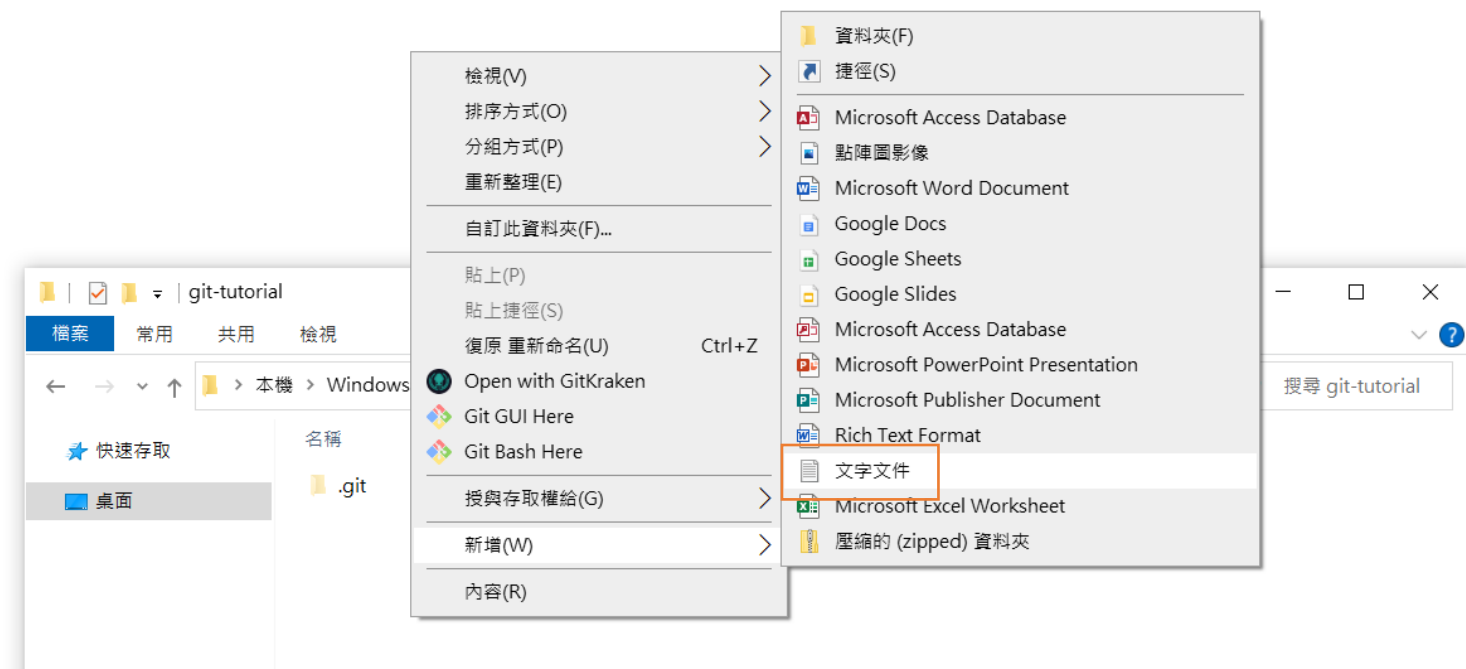 git-tutorial
檔案
常用
共用
檢視
本機 > Windows
搜尋 git-tutorial
快速存取
桌面
名稱
.git
檢視(V)
排序方式(O)
分組方式(P)
重新整理(E)
自訂此資料夾(F)...
貼上(P)
貼上捷徑(S)
復原 重新命名(U) Ctrl+Z
Open with GitKraken
Git GUI Here
Git Bash Here
授與存取權給(G)
新增(W)
內容(R)
資料夾(F)
捷徑(S)
Microsoft Access Database
點陣圖影像
Microsoft Word Document
Google Docs
Google Sheets
Google Slides
Microsoft Access Database
Microsoft PowerPoint Presentation
Microsoft Publisher Document
Rich Text Format
文字文件
Microsoft Excel Worksheet
壓縮的 (zipped) 資料夾